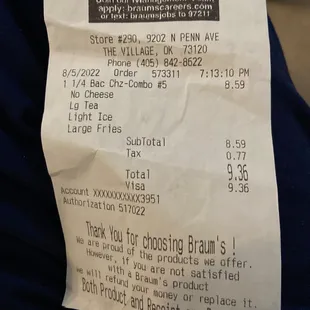 apply: braumscareers.com
or text: braumsjobs to 97211
Store #290, 9202 N PENN AVE
THE VILLAGE, OK 73120
Phone (405) 842-8622
8/5/2022 Order 573311 7:13:10 PM
1 1/4 Bac Chz-Combo #5 8.59
No Cheese
Lg Tea
Light Ice
Large Fries
SubTotal 8.59
Tax 0.77
Total 9.36
Visa 9.36
Account XXXXXXXXXXXX3951
Authorization 517022
Thank You for choosing Braum's !
We are proud of the products we offer.
However, if you are not satisfied
with a Braum's product
we will refund your money or replace it.
Both Product and Receipt